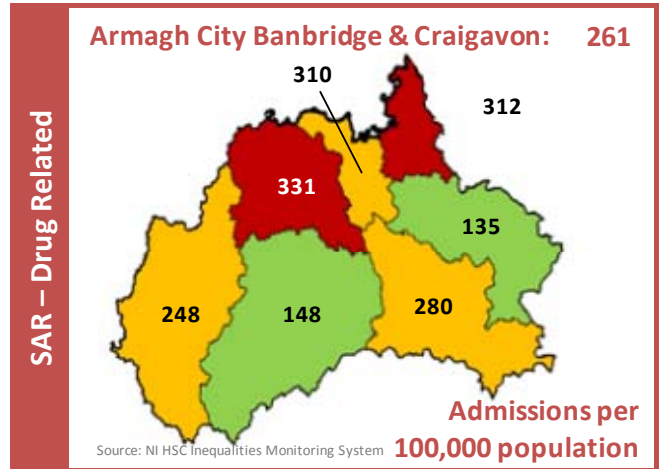 SAR – Drug Related
Armagh City Banbridge & Craigavon: 261
310
312
331
135
248
148
280
Admissions per
100,000 population
Source: NI HSC Inequalities Monitoring System